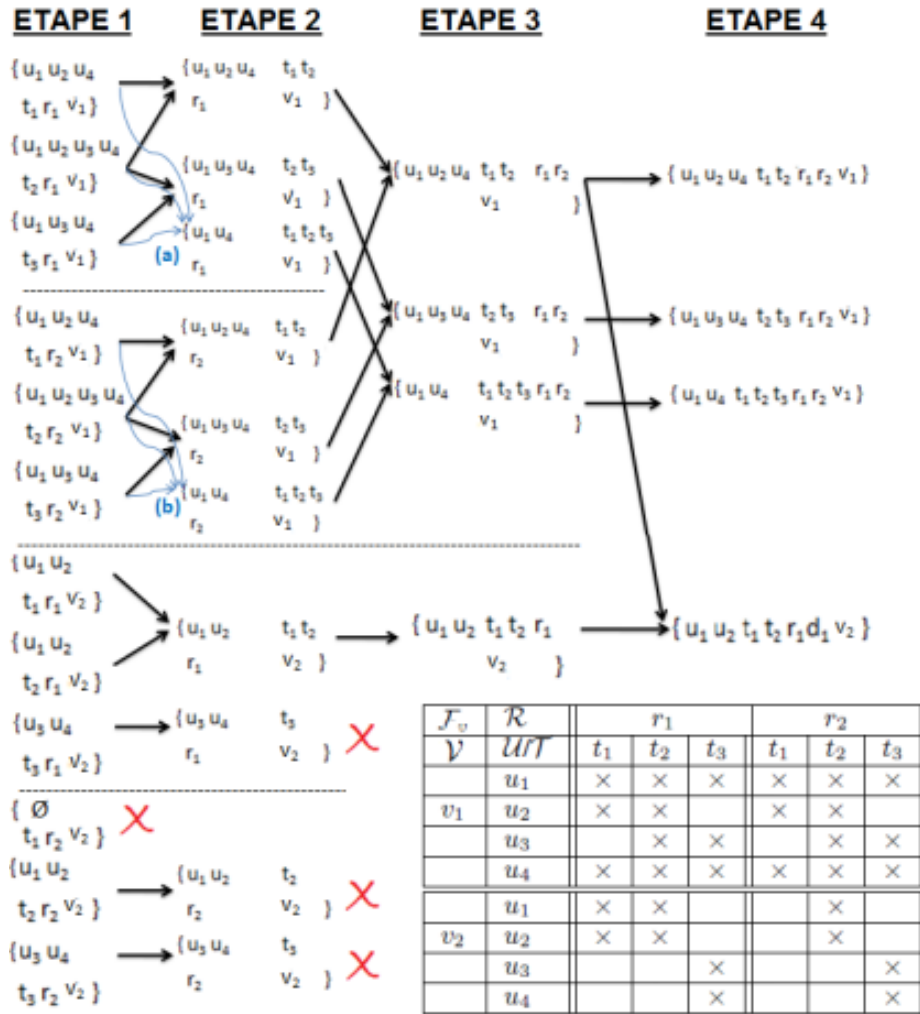 ETAPE 1 ETAPE 2 ETAPE 3 ETAPE 4
{ u₁ u₂ u₄
t₁ r₁ v₁}
{ u₁ u₂ u₃ u₄
t₂ r₁ v₁}
{ u₁ u₃ u₄
t₃ r₁ v₁}
{ u₁ u₂ u₄ t₁ t₂
r₁ v₁ }
{ u₁ u₃ u₄ t₂ t₃
r₁ v₁ }
(a)
{ u₁ u₄ t₁ t₂ t₃
r₁ v₁ }
{ u₁ u₂ u₄ t₁ t₂ r₁ r₂
v₁ }
{ u₁ u₂ u₄ t₁ t₂ r₁ r₂ v₁}
{ u₁ u₂ u₄
t₁ r₂ v₁}
{ u₁ u₂ u₃ u₄
t₂ r₂ v₁}
{ u₁ u₃ u₄
t₃ r₂ v₁}
{ u₁ u₂ u₄ t₁ t₂
r₂ v₁ }
{ u₁ u₃ u₄ t₂ t₃
r₂ v₁ }
(b)
{ u₁ u₄ t₁ t₂ t₃
r₂ v₁ }
{ u₁ u₃ u₄ t₂ t₃ r₁ r₂
v₁ }
{ u₁ u₄ t₁ t₂ t₃ r₁ r₂
v₁ }
{ u₁ u₃ u₄ t₂ t₃ r₁ r₂ v₁}
{ u₁ u₄ t₁ t₂ t₃ r₁ r₂ v₁}
{ u₁ u₂
t₁ r₁ v₂}
{ u₁ u₂
t₂ r₁ v₂}
{u₃ u₄
t₃ r₁ v₂}
{ u₁ u₂ t₁ t₂
r₁ v₂ }
{ u₃ u₄ t₃
r₁ v₂ }
{ u₁ u₂ t₁ t₂ r₁
v₂ }
{ u₁ u₂ t₁ t₂ r₁d₁ v₂}
{ Ø
t₁ r₂ v₂}
{u₁ u₂
t₂ r₂ v₂}
{u₃ u₄
t₃ r₂ v₂}
{ u₁ u₂ t₂
r₂ v₂ }
{ u₃ u₄ t₃
r₂ v₂ }
𝓕ᵥ 𝓡 r₁ r₂
𝓥 𝓤/𝓣 t₁ t₂ t₃ t₁ t₂ t₃
u₁ × × × × × ×
v₁ u₂ × × × ×
u₃ × × × ×
u₄ × × × × × ×
u₁ × × ×
v₂ u₂ × × ×
u₃ × ×
u₄ × ×